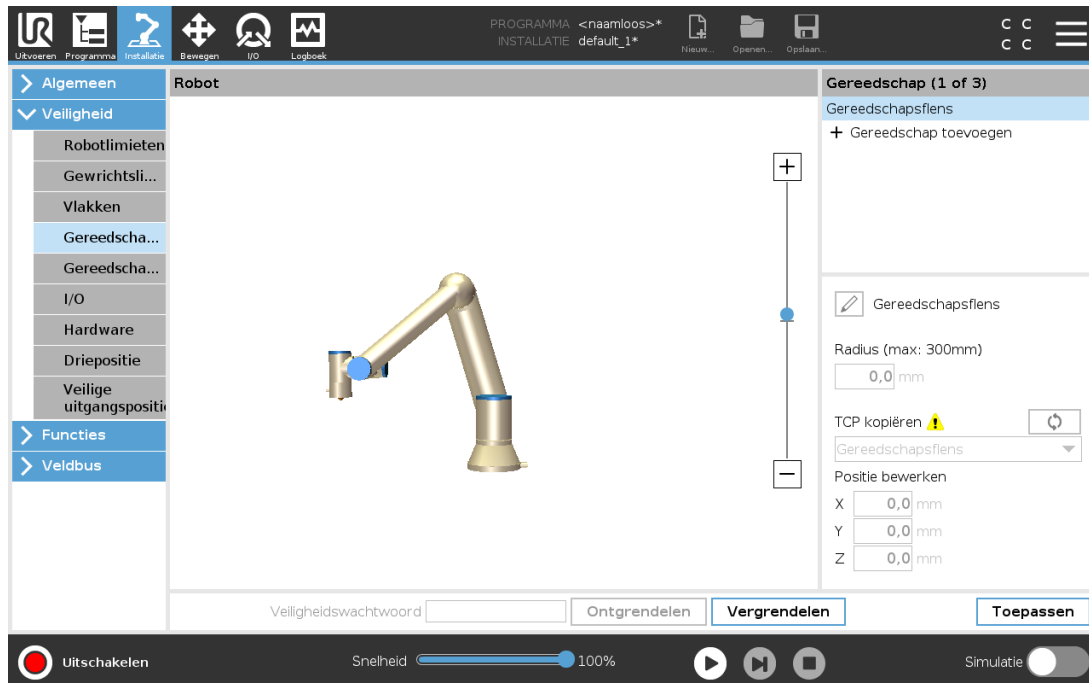 PROGRAMMA <naamloos>*
INSTALLATIE default_1*
C C
C C
Uitvoeren Programma Installatie Bewegen I/O Logboek
Nieuw... Openen... Opslaan...
Algemeen
Veiligheid
Robotlimieten
Gewrichtsli...
Vlakken
Gereedscha...
Gereedscha...
I/O
Hardware
Driepositie
Veilige
uitgangspositi
Functies
Veldbus
Robot
Gereedschap (1 of 3)
Gereedschapsflens
+ Gereedschap toevoegen
Gereedschapsflens
Radius (max: 300mm)
0,0 mm
TCP kopiëren
Gereedschapsflens
Positie bewerken
X 0,0 mm
Y 0,0 mm
Z 0,0 mm
Veiligheidswachtwoord Ontgrendelen Vergrendelen Toepassen
Uitschakelen Snelheid 100% Simulatie